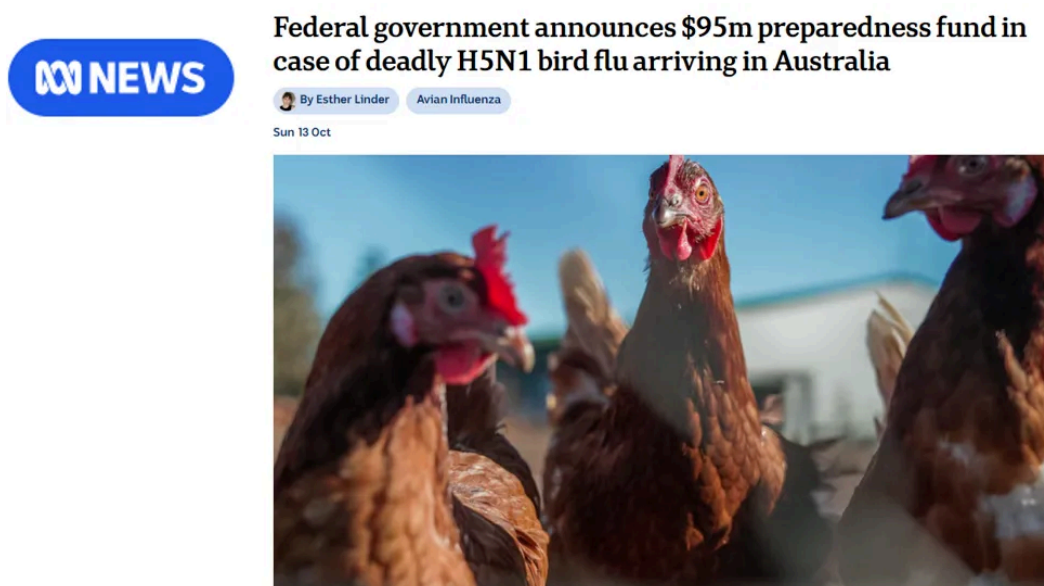 NEWS
Federal government announces $95m preparedness fund in
case of deadly H5N1 bird flu arriving in Australia
By Esther Linder
Avian Influenza
Sun 13 Oct